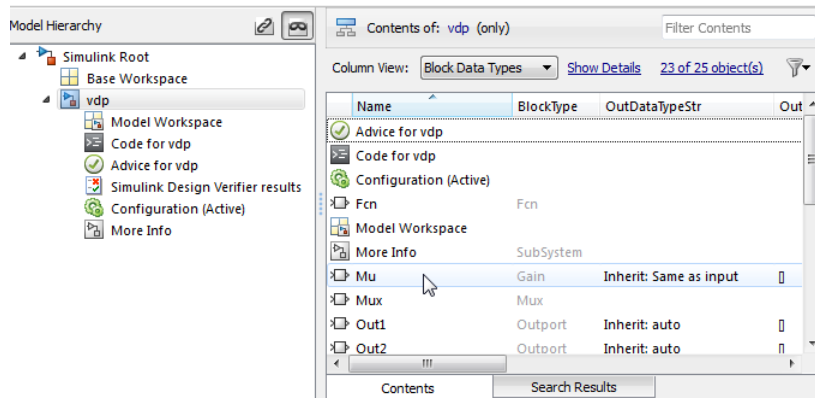 Model Hierarchy
Simulink Root
Base Workspace
vdp
Model Workspace
Code for vdp
Advice for vdp
Simulink Design Verifier results
Configuration (Active)
More Info
Contents of: vdp (only)
Filter Contents
Column View: Block Data Types Show Details 23 of 25 object(s)
Name BlockType OutDataTypeStr Out
Advice for vdp
Code for vdp
Configuration (Active)
Fcn Fcn
Model Workspace
More Info SubSystem
Mu Gain Inherit: Same as input []
Mux Mux
Out1 Outport Inherit: auto []
Out2 Outport Inherit: auto []
Contents Search Results